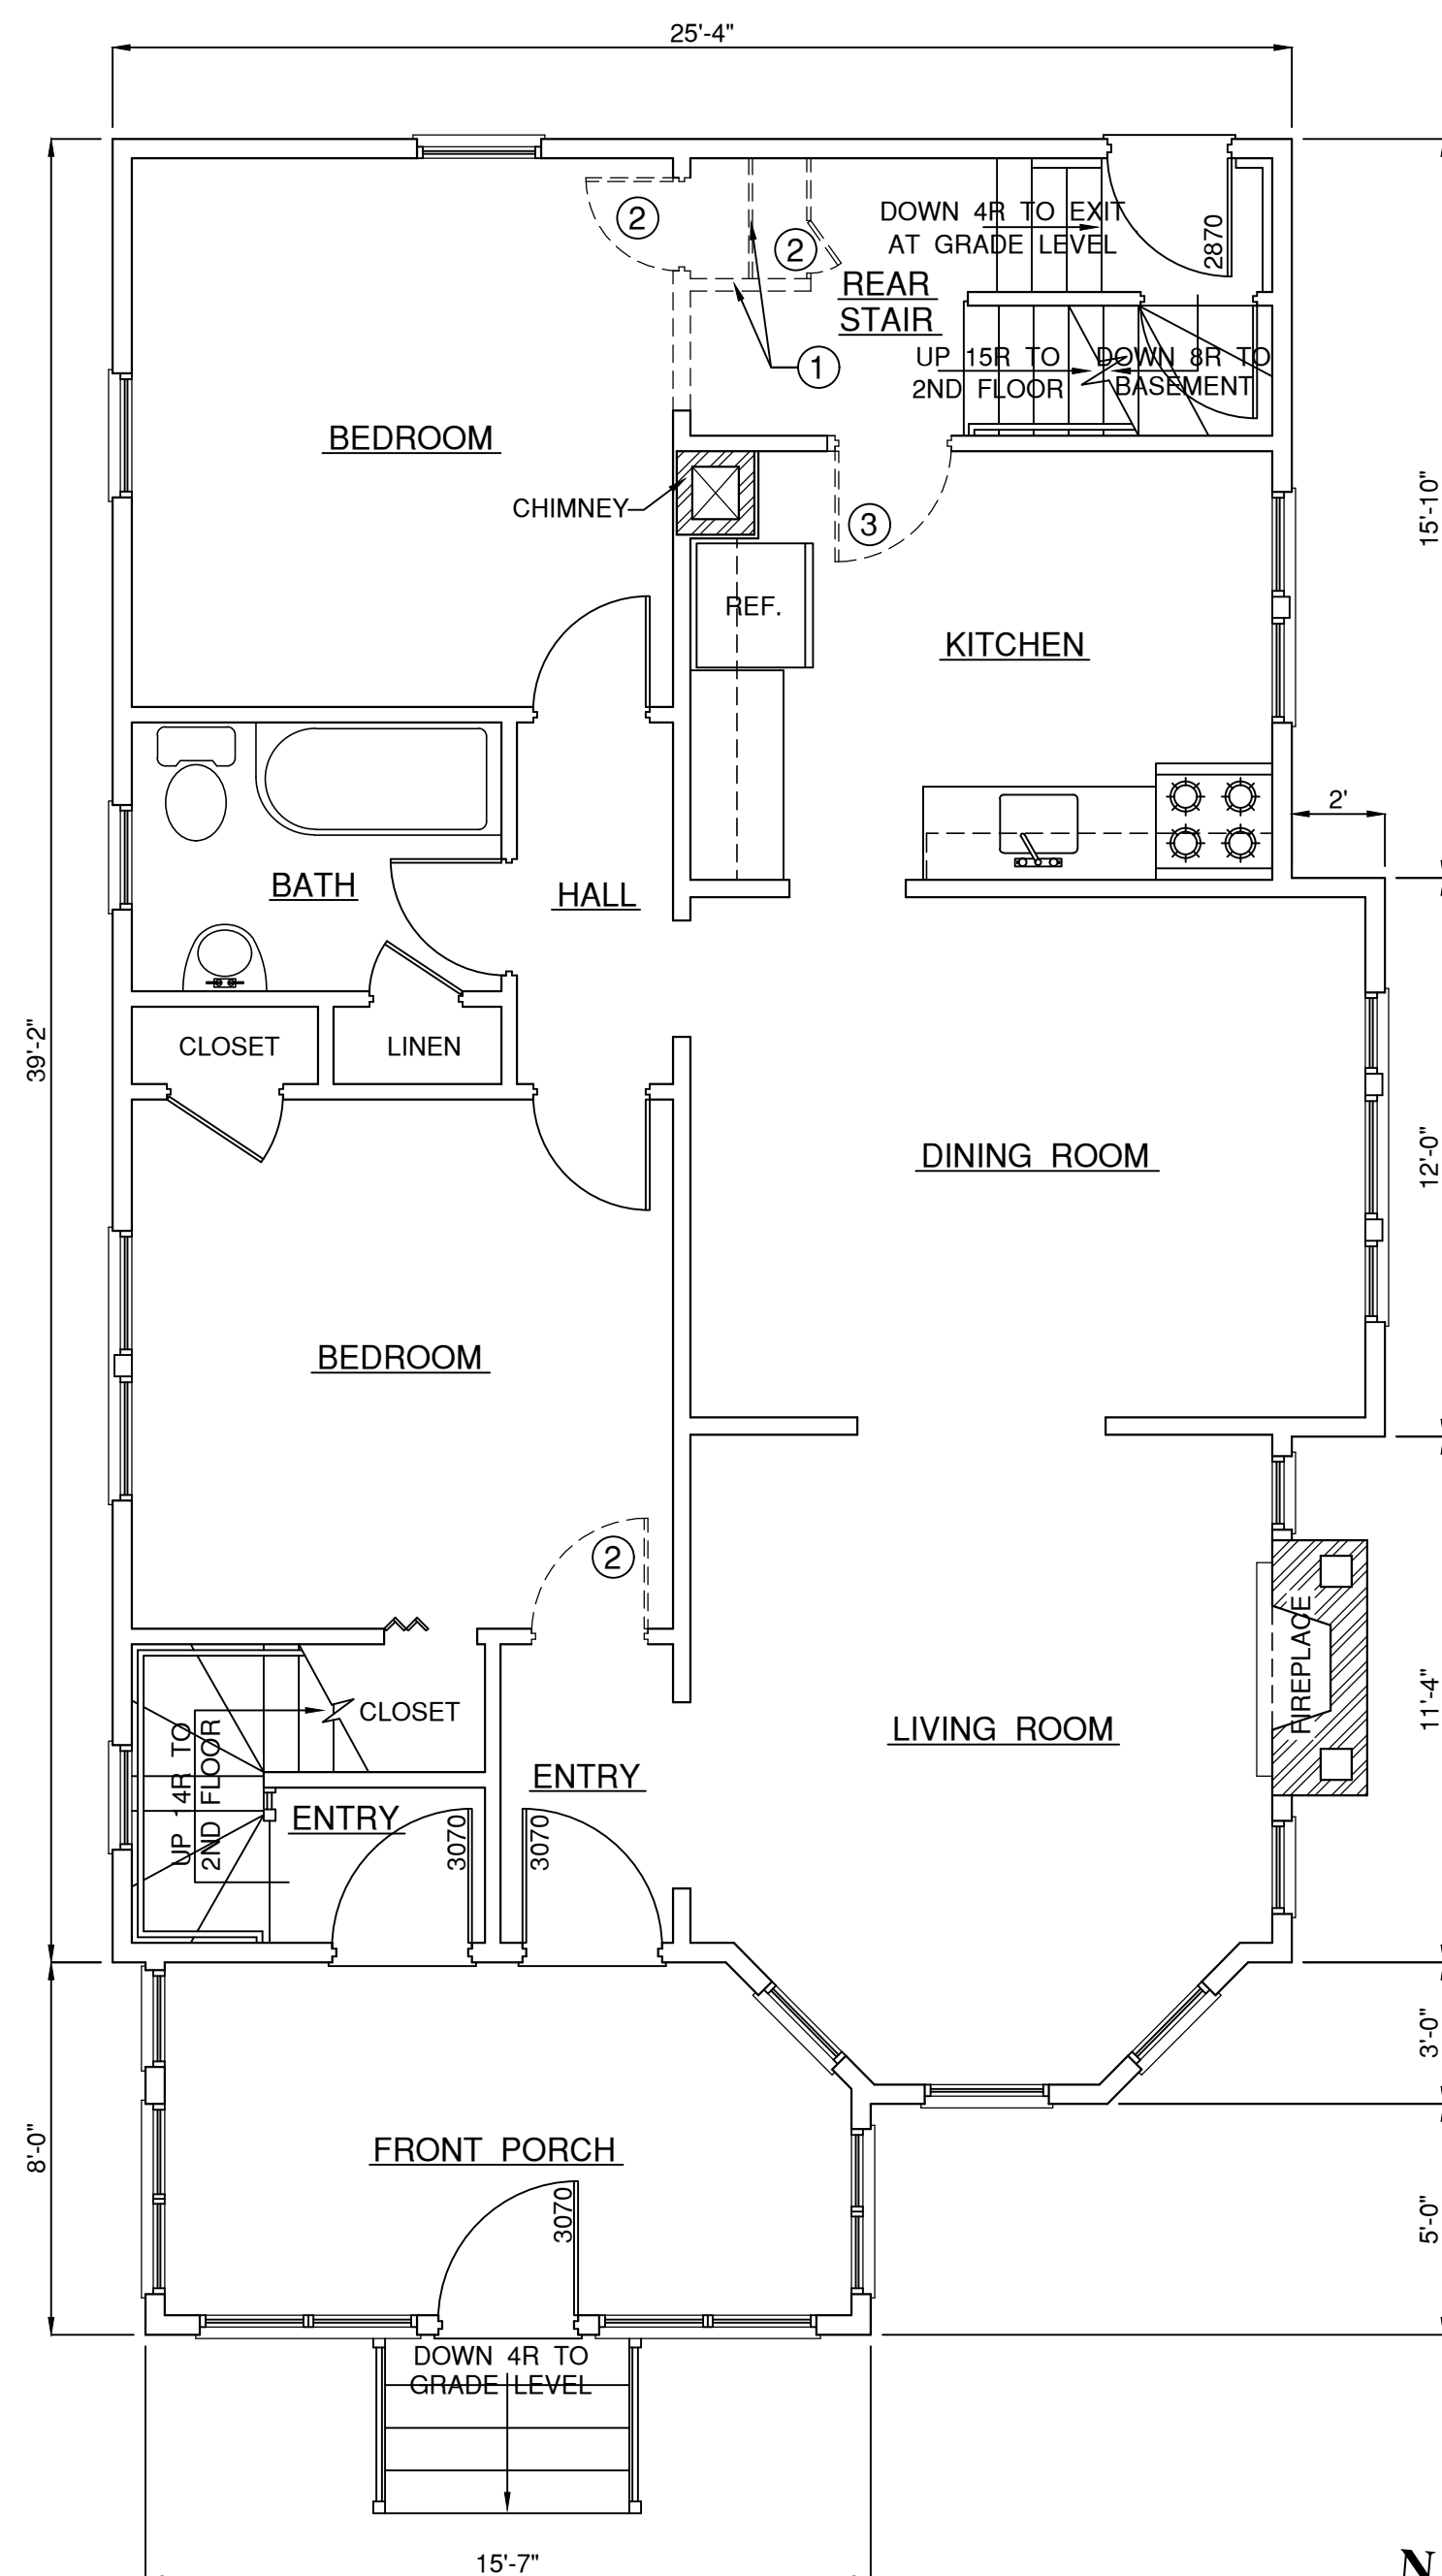 25'-4"
2
2
DOWN 4R TO EXIT
AT GRADE LEVEL
2870
REAR
STAIR
1
UP 15R TO
2ND FLOOR
DOWN 8R TO
BASEMENT
BEDROOM
CHIMNEY
3
15'-10"
REF.
KITCHEN
2'
BATH
HALL
39'-2"
CLOSET
LINEN
DINING ROOM
12'-0"
BEDROOM
2
FIREPLACE
CLOSET
UP 14R TO
2ND FLOOR
LIVING ROOM
11'-4"
ENTRY
ENTRY
3070
3070
3'-0"
FRONT PORCH
8'-0"
3070
5'-0"
DOWN 4R TO
GRADE LEVEL
15'-7"
N